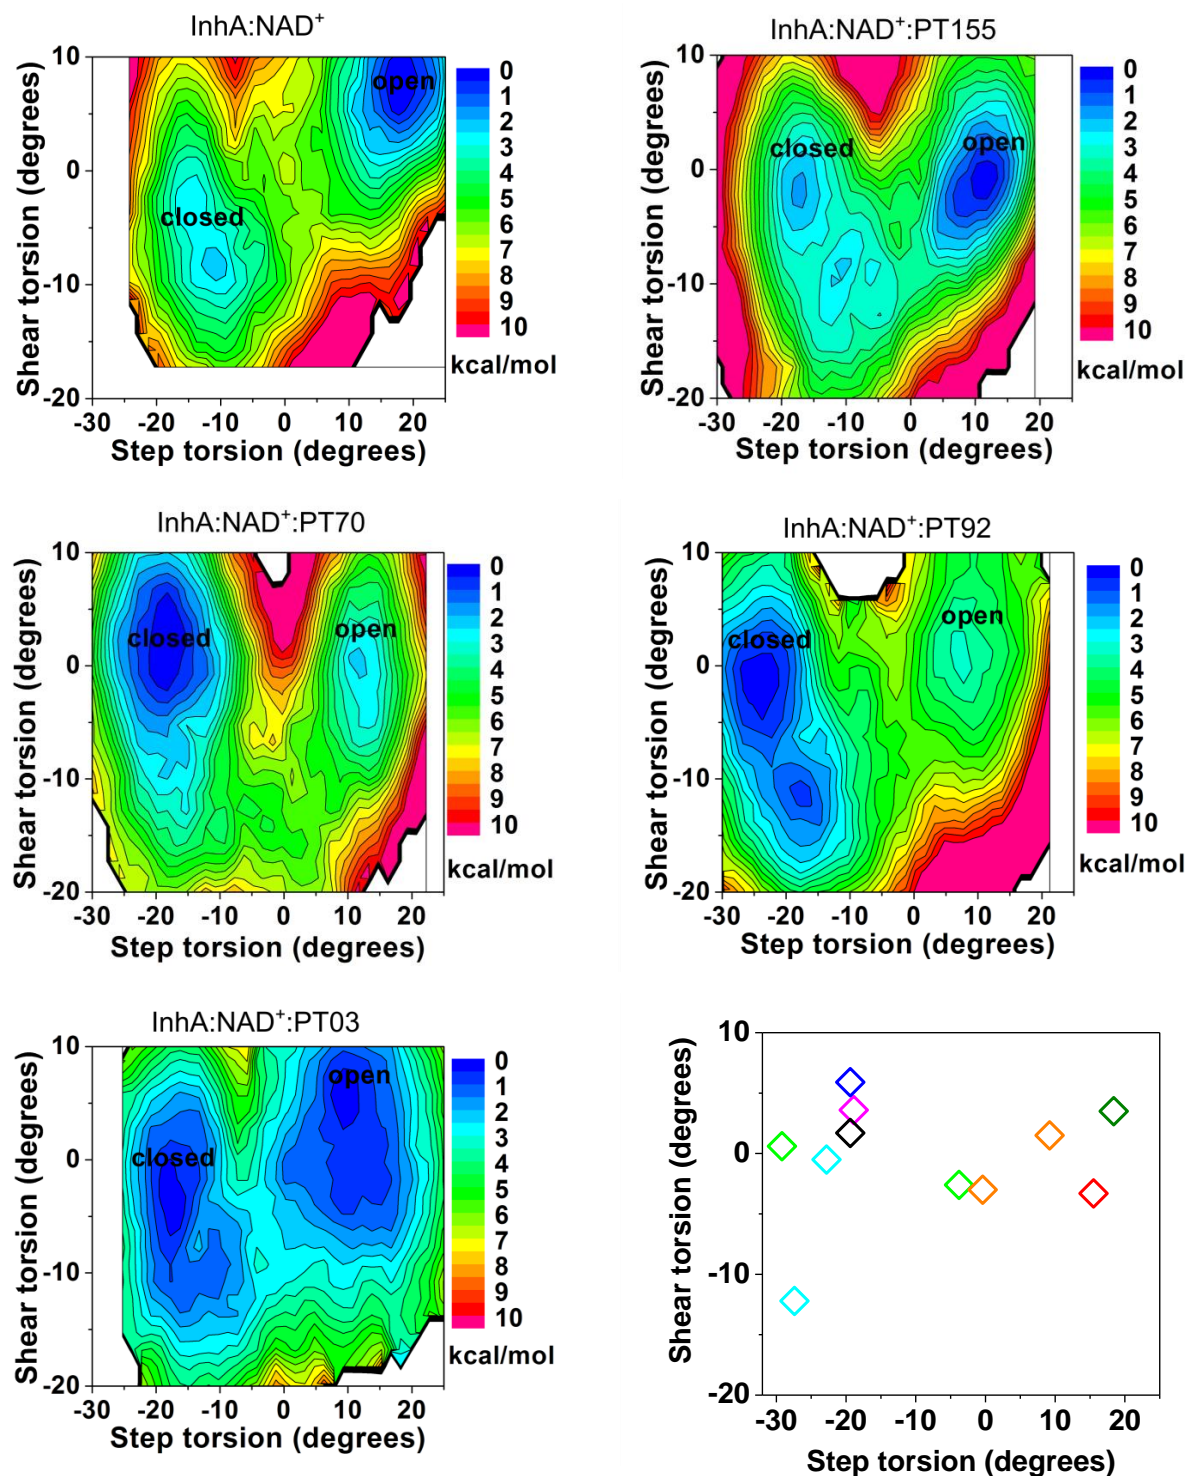 InhA:NAD⁺
10
0
-10
-20
-30 -20 -10 0 10 20
Shear torsion (degrees)
Step torsion (degrees)
open
closed
0
1
2
3
4
5
6
7
8
9
10
kcal/mol
InhA:NAD⁺:PT155
10
0
-10
-20
-30 -20 -10 0 10 20
Shear torsion (degrees)
Step torsion (degrees)
closed
open
0
1
2
3
4
5
6
7
8
9
10
kcal/mol
InhA:NAD⁺:PT70
10
0
-10
-20
-30 -20 -10 0 10 20
Shear torsion (degrees)
Step torsion (degrees)
closed
open
0
1
2
3
4
5
6
7
8
9
10
kcal/mol
InhA:NAD⁺:PT92
10
0
-10
-20
-30 -20 -10 0 10 20
Shear torsion (degrees)
Step torsion (degrees)
closed
open
0
1
2
3
4
5
6
7
8
9
10
kcal/mol
InhA:NAD⁺:PT03
10
0
-10
-20
-30 -20 -10 0 10 20
Shear torsion (degrees)
Step torsion (degrees)
open
closed
0
1
2
3
4
5
6
7
8
9
10
kcal/mol
10
0
-10
-20
-30 -20 -10 0 10 20
Shear torsion (degrees)
Step torsion (degrees)